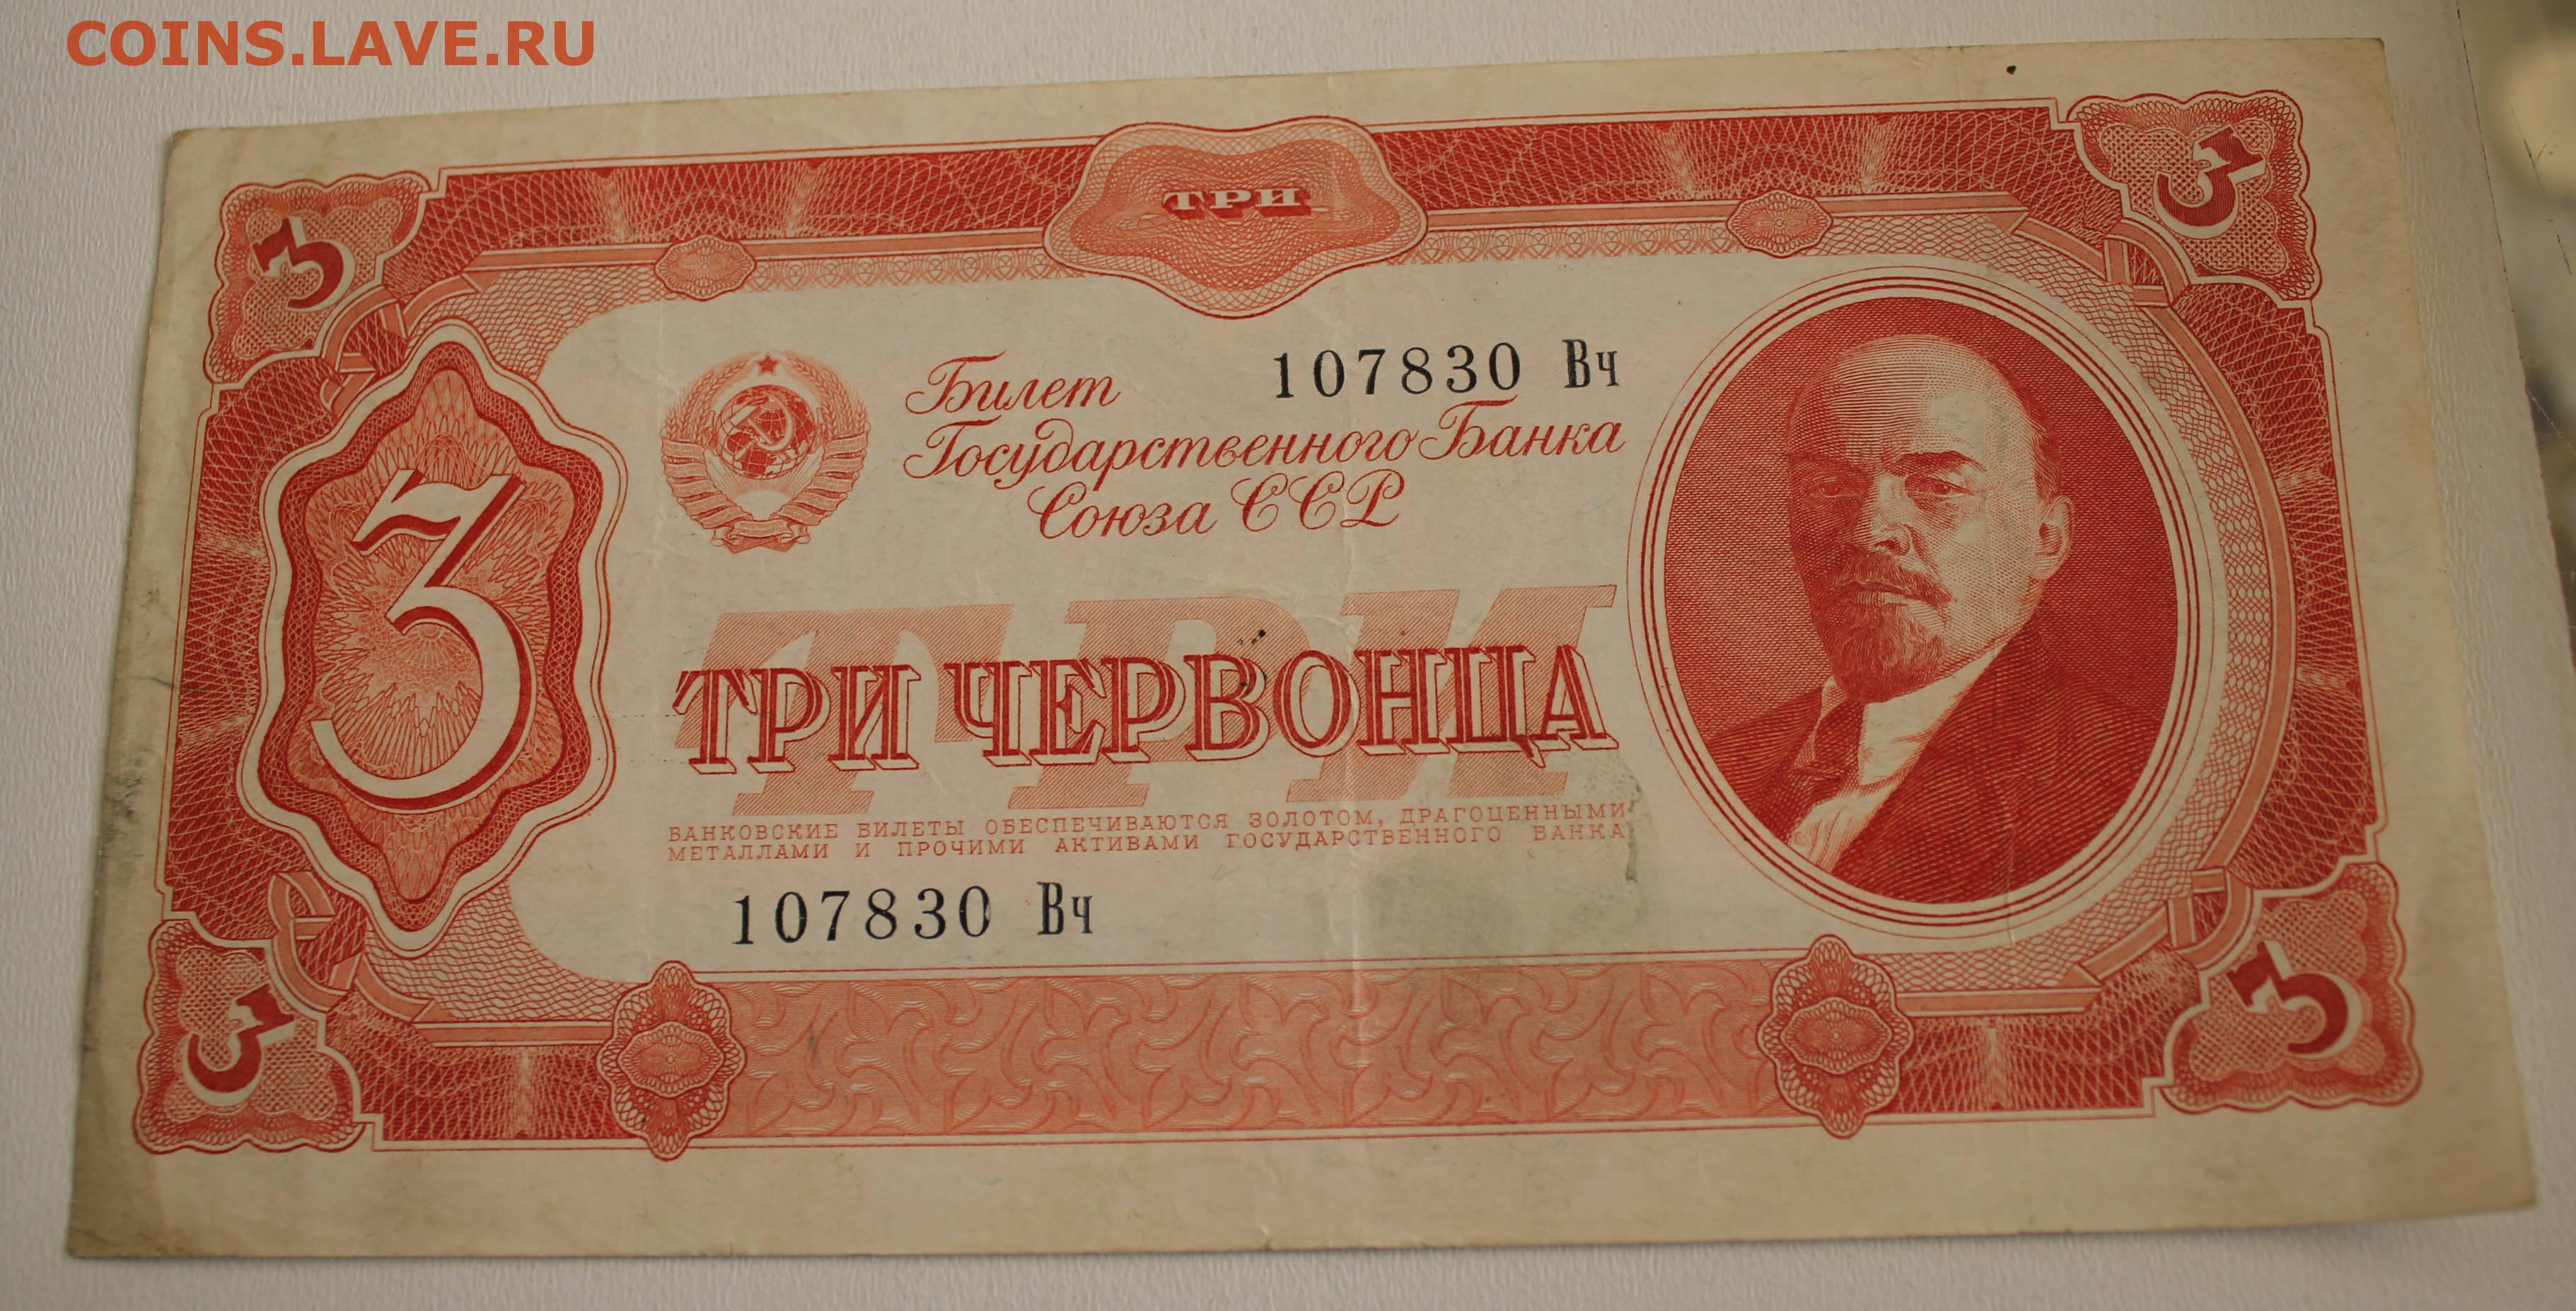 COINS.LAVE.RU
ТРИ
3
3
Билет
107830 Вч
Государственного Банка
Союза ССР
3
ТРИ
ТРИ ЧЕРВОНЦА
БАНКОВСКИЕ БИЛЕТЫ ОБЕСПЕЧИВАЮТСЯ ЗОЛОТОМ, ДРАГОЦЕННЫМИ
МЕТАЛЛАМИ И ПРОЧИМИ АКТИВАМИ ГОСУДАРСТВЕННОГО БАНКА
107830 Вч
3
3